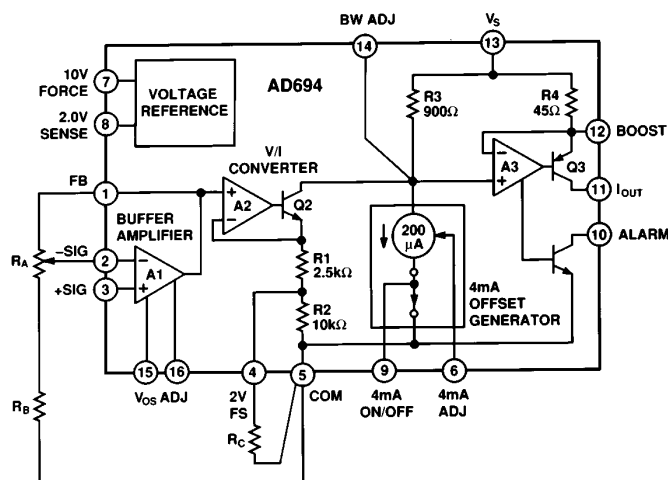 BW ADJ
VS
14
13
10V
FORCE
7
VOLTAGE
REFERENCE
AD694
R3
900Ω
R4
45Ω
2.0V
SENSE
8
12
BOOST
V/I
CONVERTER
−
A3
+
Q3
FB
1
+
A2
−
Q2
11
IOUT
BUFFER
AMPLIFIER
200
μA
10
ALARM
RA
−SIG
2
−
A1
+
+SIG
3
R1
2.5kΩ
4mA
OFFSET
GENERATOR
R2
10kΩ
15
16
4
5
9
6
VOS ADJ
2V
FS
COM
4mA
ON/OFF
4mA
ADJ
RB
RC